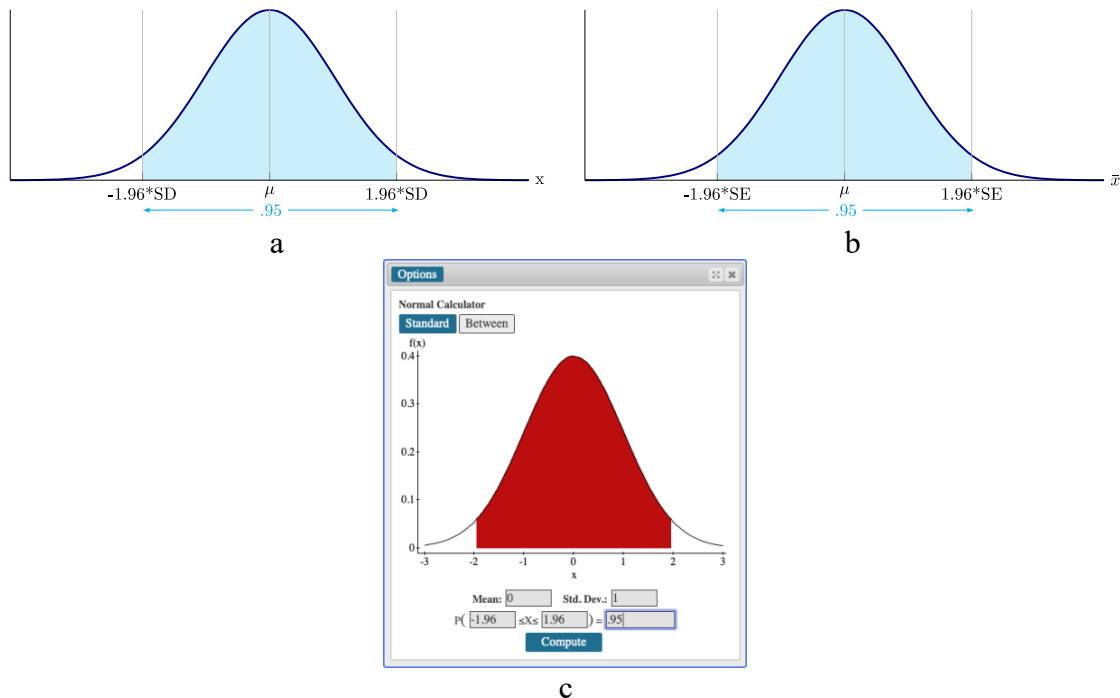 x
-1.96*SD μ 1.96*SD
.95
a
x̄
-1.96*SE μ 1.96*SE
.95
b
Options
Normal Calculator
Standard Between
f(x)
0.4
0.3
0.2
0.1
0
-3 -2 -1 0 1 2 3
x
Mean: 0 Std. Dev.: 1
P( -1.96 ≤X≤ 1.96 ) = .95
Compute
c